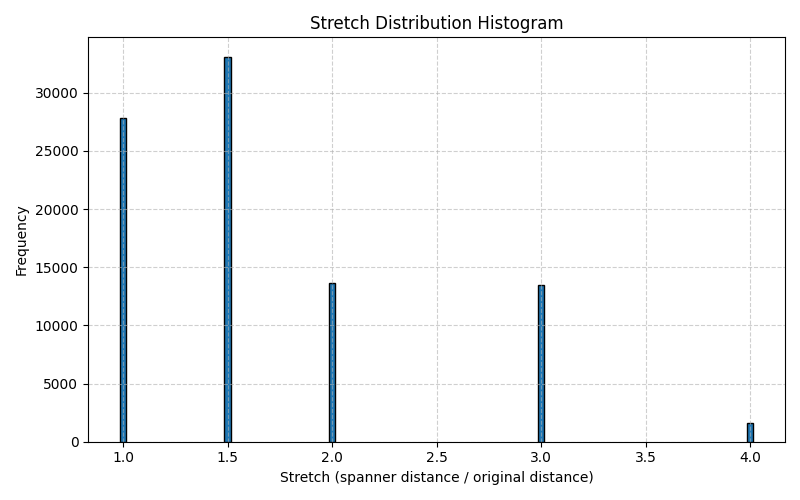 Stretch Distribution Histogram
Frequency
30000
25000
20000
15000
10000
5000
0
1.0 1.5 2.0 2.5 3.0 3.5 4.0
Stretch (spanner distance / original distance)